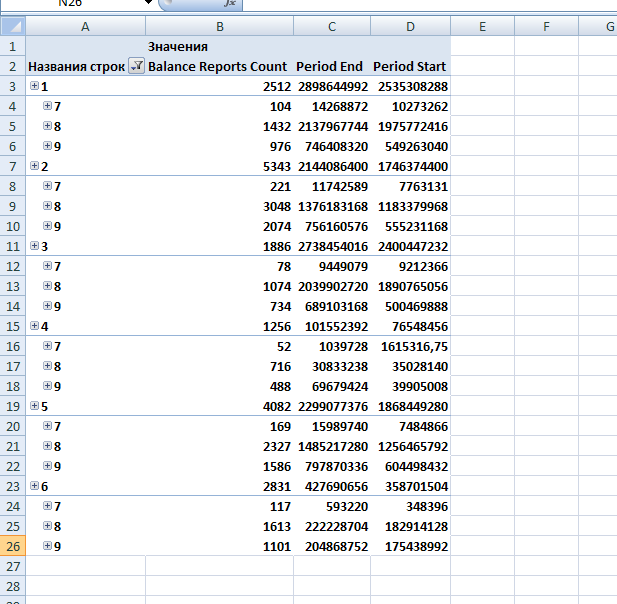 N26 fx
A B C D E F G
1 Значения
2 Названия строк Balance Reports Count Period End Period Start
3 1 2512 2898644992 2535308288
4 7 104 14268872 10273262
5 8 1432 2137967744 1975772416
6 9 976 746408320 549263040
7 2 5343 2144086400 1746374400
8 7 221 11742589 7763131
9 8 3048 1376183168 1183379968
10 9 2074 756160576 555231168
11 3 1886 2738454016 2400447232
12 7 78 9449079 9212366
13 8 1074 2039902720 1890765056
14 9 734 689103168 500469888
15 4 1256 101552392 76548456
16 7 52 1039728 1615316,75
17 8 716 30833238 35028140
18 9 488 69679424 39905008
19 5 4082 2299077376 1868449280
20 7 169 15989740 7484866
21 8 2327 1485217280 1256465792
22 9 1586 797870336 604498432
23 6 2831 427690656 358701504
24 7 117 593220 348396
25 8 1613 222228704 182914128
26 9 1101 204868752 175438992
27
28